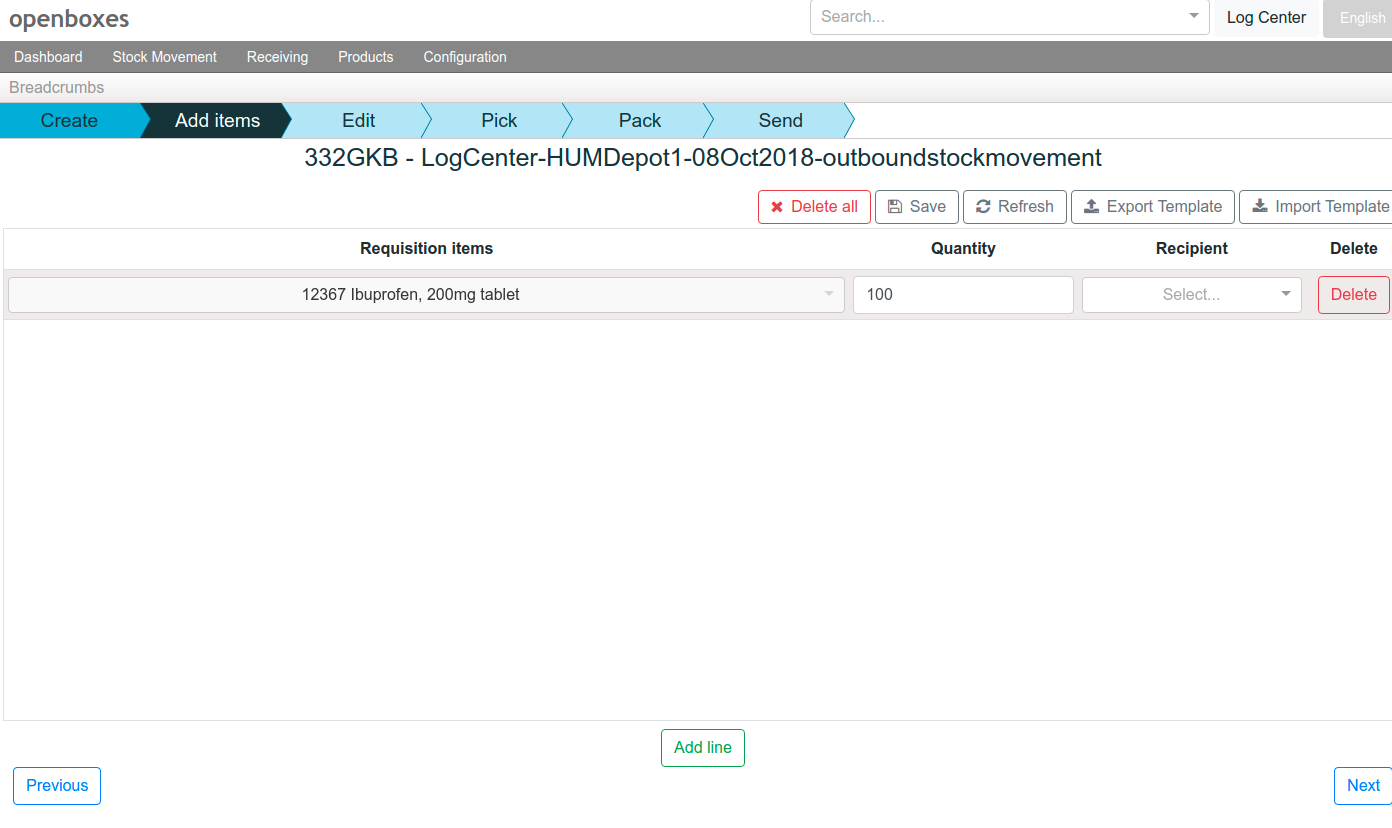 openboxes
Search...
Log Center
English
Dashboard Stock Movement Receiving Products Configuration
Breadcrumbs
Create Add items Edit Pick Pack Send
332GKB - LogCenter-HUMDepot1-08Oct2018-outboundstockmovement
Delete all Save Refresh Export Template Import Template
Requisition items Quantity Recipient Delete
12367 Ibuprofen, 200mg tablet 100 Select... Delete
Add line
Previous Next